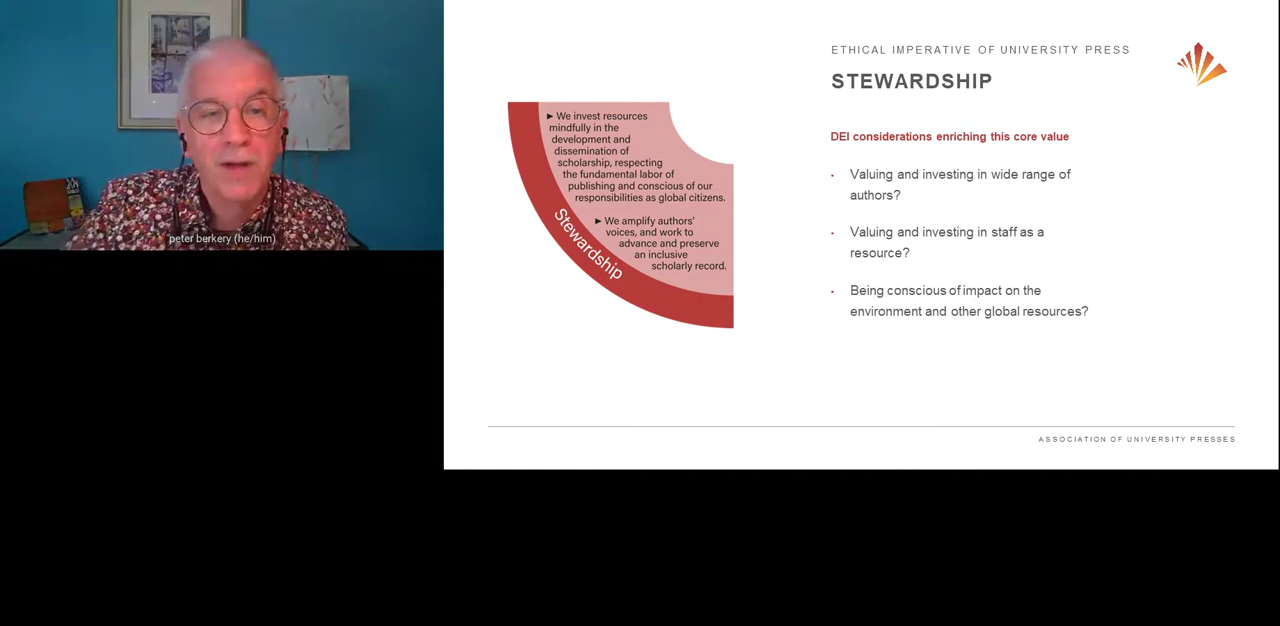 peter berkery (he/him)
ETHICAL IMPERATIVE OF UNIVERSITY PRESS
STEWARDSHIP
► We invest resources
mindfully in the
development and
dissemination of
scholarship, respecting
the fundamental labor of
publishing and conscious of our
responsibilities as global citizens.
► We amplify authors'
voices, and work to
advance and preserve
an inclusive
scholarly record.
Stewardship
DEI considerations enriching this core value
• Valuing and investing in wide range of
authors?
• Valuing and investing in staff as a
resource?
• Being conscious of impact on the
environment and other global resources?
ASSOCIATION OF UNIVERSITY PRESSES